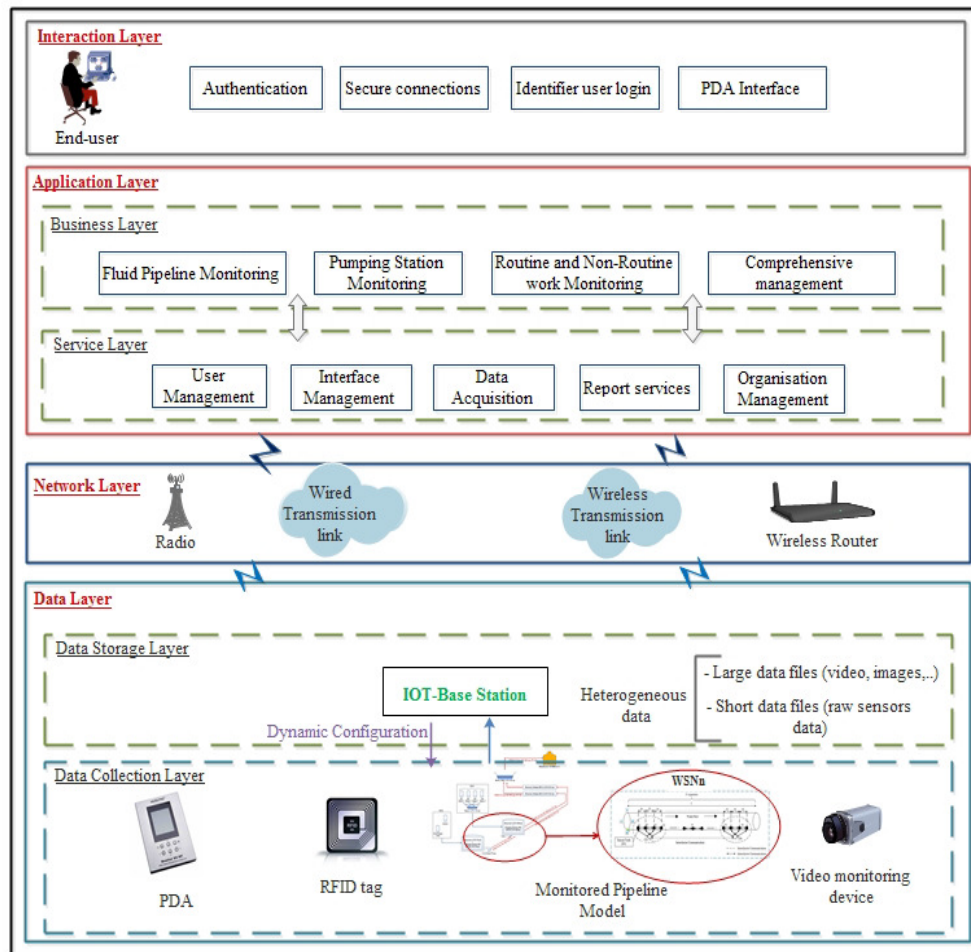 Interaction Layer
End-user
Authentication
Secure connections
Identifier user login
PDA Interface
Application Layer
Business Layer
Fluid Pipeline Monitoring
Pumping Station
Monitoring
Routine and Non-Routine
work Monitoring
Comprehensive
management
Service Layer
User
Management
Interface
Management
Data
Acquisition
Report services
Organisation
Management
Network Layer
Radio
Wired
Transmission
link
Wireless
Transmission
link
Wireless Router
Data Layer
Data Storage Layer
IOT-Base Station
Heterogeneous
data
- Large data files (video, images,..)
- Short data files (raw sensors
data)
Dynamic Configuration
Data Collection Layer
PDA
RFID tag
WSNn
Monitored Pipeline
Model
Video monitoring
device